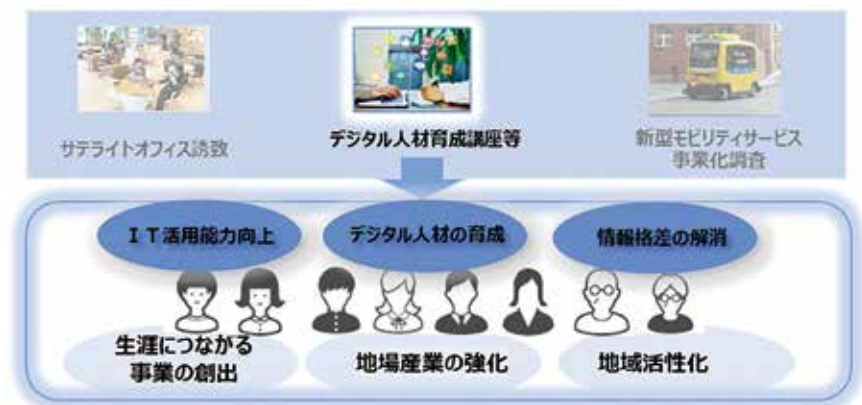 サテライトオフィス誘致
デジタル人材育成講座等
新型モビリティサービス
事業化調査
IT活用能力向上
デジタル人材の育成
情報格差の解消
生涯につながる
事業の創出
地場産業の強化
地域活性化